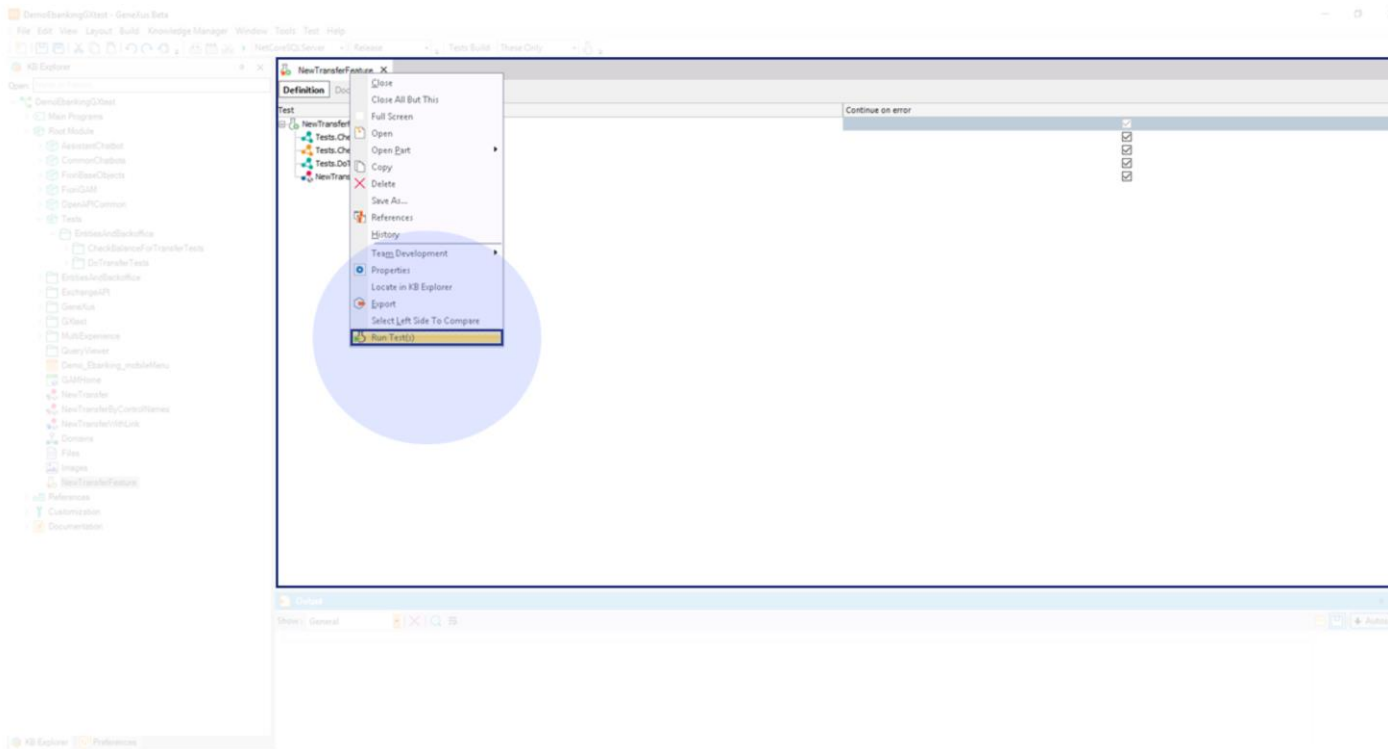 DemoEbankingGXtest - GeneXus Beta
File Edit View Layout Build Knowledge Manager Window Tools Test Help
NetCoreSQLServer Release Tests Build These Only
KB Explorer
Open:
DemoEbankingGXtest
Main Programs
Root Module
AssistantChatbot
CommonChatbots
FioriBaseObjects
FioriGAM
OpenAPICommon
Tests
EntitiesAndBackoffice
CheckBalanceForTransferTests
DoTransferTests
EntitiesAndBackoffice
ExchangeAPI
GeneXus
GXtest
MultiExperience
QueryViewer
Demo_Ebanking_mobileMenu
GAMHome
NewTransfer
NewTransferByControlNames
NewTransferWithLink
Domains
Files
Images
NewTransferFeature
References
Customization
Documentation
KB Explorer Preferences
NewTransferFeature
Definition Doc
Test Continue on error
NewTransferF
Tests.Che
Tests.Che
Tests.DoT
NewTrans
Close
Close All But This
Full Screen
Open
Open Part
Copy
Delete
Save As...
References
History
Team Development
Properties
Locate in KB Explorer
Export
Select Left Side To Compare
Run Test(s)
Output
Show: General